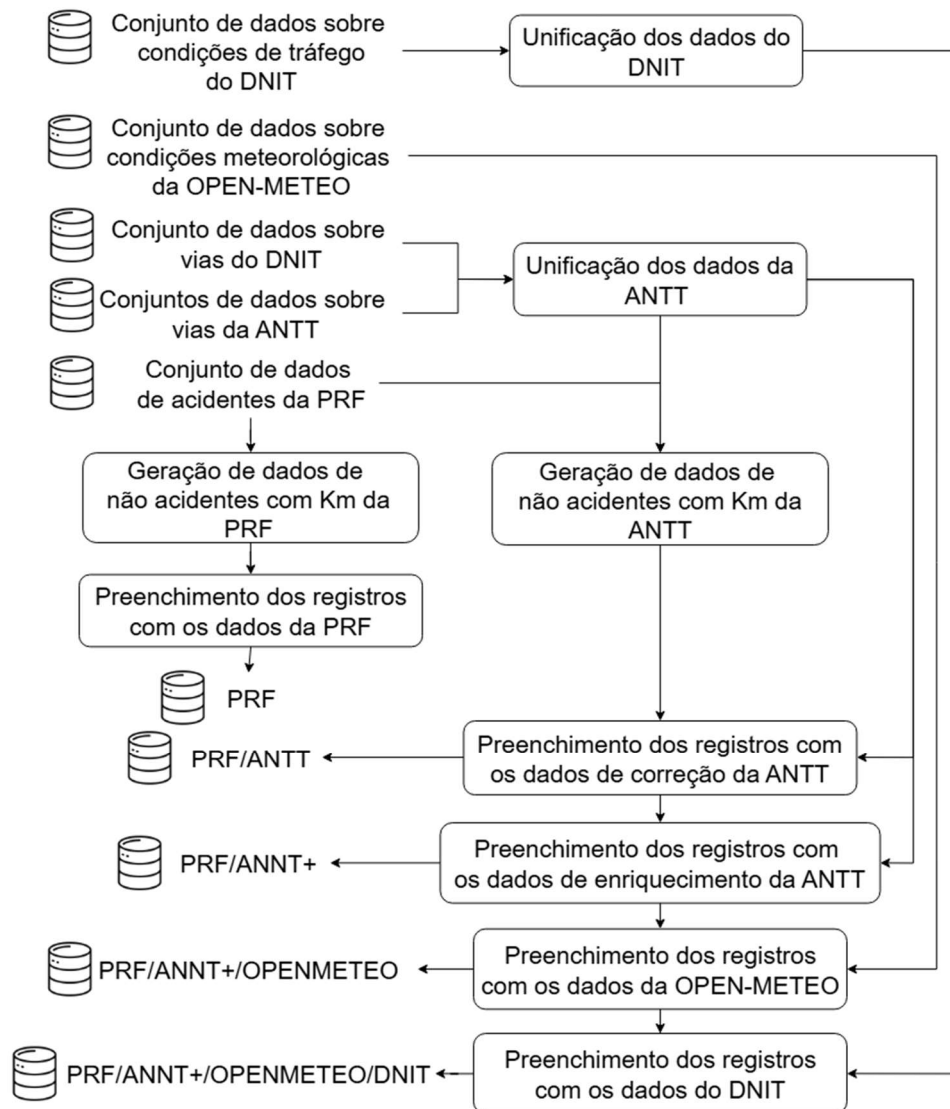 Conjunto de dados sobre
condições de tráfego
do DNIT
Unificação dos dados do
DNIT
Conjunto de dados sobre
condições meteorológicas
da OPEN-METEO
Conjunto de dados sobre
vias do DNIT
Conjuntos de dados sobre
vias da ANTT
Unificação dos dados da
ANTT
Conjunto de dados
de acidentes da PRF
Geração de dados de
não acidentes com Km da
PRF
Geração de dados de
não acidentes com Km da
ANTT
Preenchimento dos registros
com os dados da PRF
PRF
PRF/ANTT
Preenchimento dos registros com
os dados de correção da ANTT
PRF/ANNT+
Preenchimento dos registros com
os dados de enriquecimento da ANTT
PRF/ANNT+/OPENMETEO
Preenchimento dos registros
com os dados da OPEN-METEO
PRF/ANNT+/OPENMETEO/DNIT
Preenchimento dos registros
com os dados do DNIT